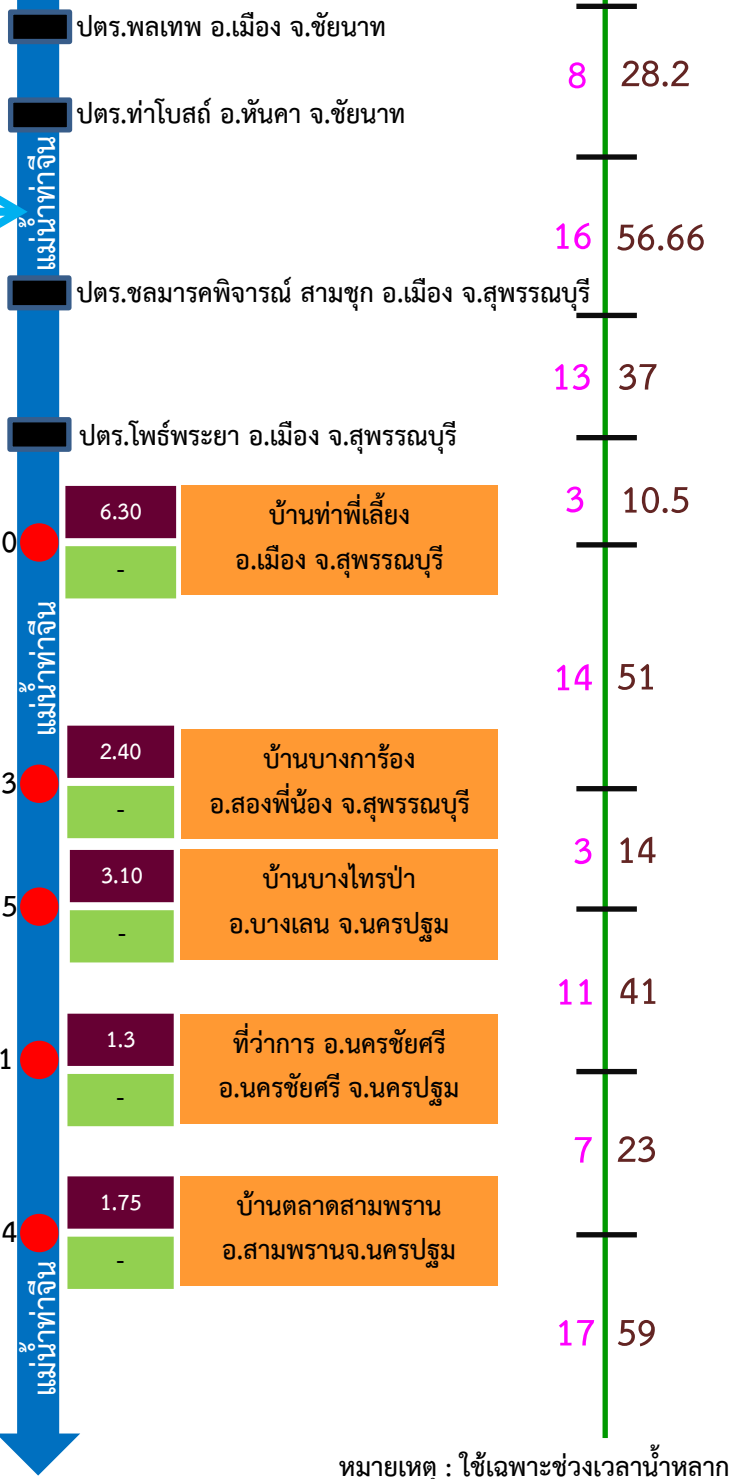 ปตร.พลเทพ อ.เมือง จ.ชัยนาท
8 28.2
ปตร.ท่าโบสถ์ อ.หันคา จ.ชัยนาท
แม่น้ำท่าจีน
16 56.66
ปตร.ชลมารคพิจารณ์ สามชุก อ.เมือง จ.สุพรรณบุรี
13 37
ปตร.โพธิ์พระยา อ.เมือง จ.สุพรรณบุรี
3 10.5
0
6.30
-
บ้านท่าพี่เลี้ยง
อ.เมือง จ.สุพรรณบุรี
แม่น้ำท่าจีน
14 51
3
2.40
-
บ้านบางการ้อง
อ.สองพี่น้อง จ.สุพรรณบุรี
3 14
5
3.10
-
บ้านบางไทรป่า
อ.บางเลน จ.นครปฐม
11 41
1
1.3
-
ที่ว่าการ อ.นครชัยศรี
อ.นครชัยศรี จ.นครปฐม
7 23
4
1.75
-
บ้านตลาดสามพราน
อ.สามพรานจ.นครปฐม
แม่น้ำท่าจีน
17 59
หมายเหตุ : ใช้เฉพาะช่วงเวลาน้ำหลาก